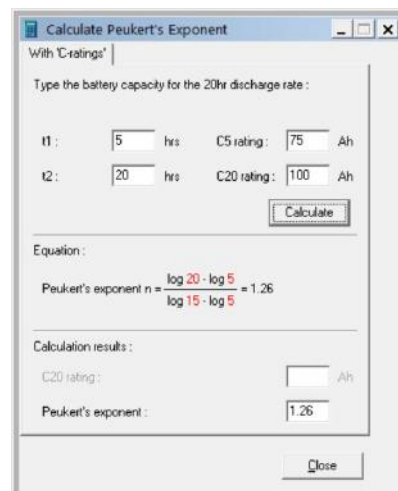 Calculate Peukert's Exponent
With 'C-ratings'
Type the battery capacity for the 20hr discharge rate :
t1 : 5 hrs C5 rating : 75 Ah
t2 : 20 hrs C20 rating : 100 Ah
Calculate
Equation :
log 20 - log 5
Peukert's exponent n = = 1.26
log 15 - log 5
Calculation results :
C20 rating : Ah
Peukert's exponent : 1.26
Close